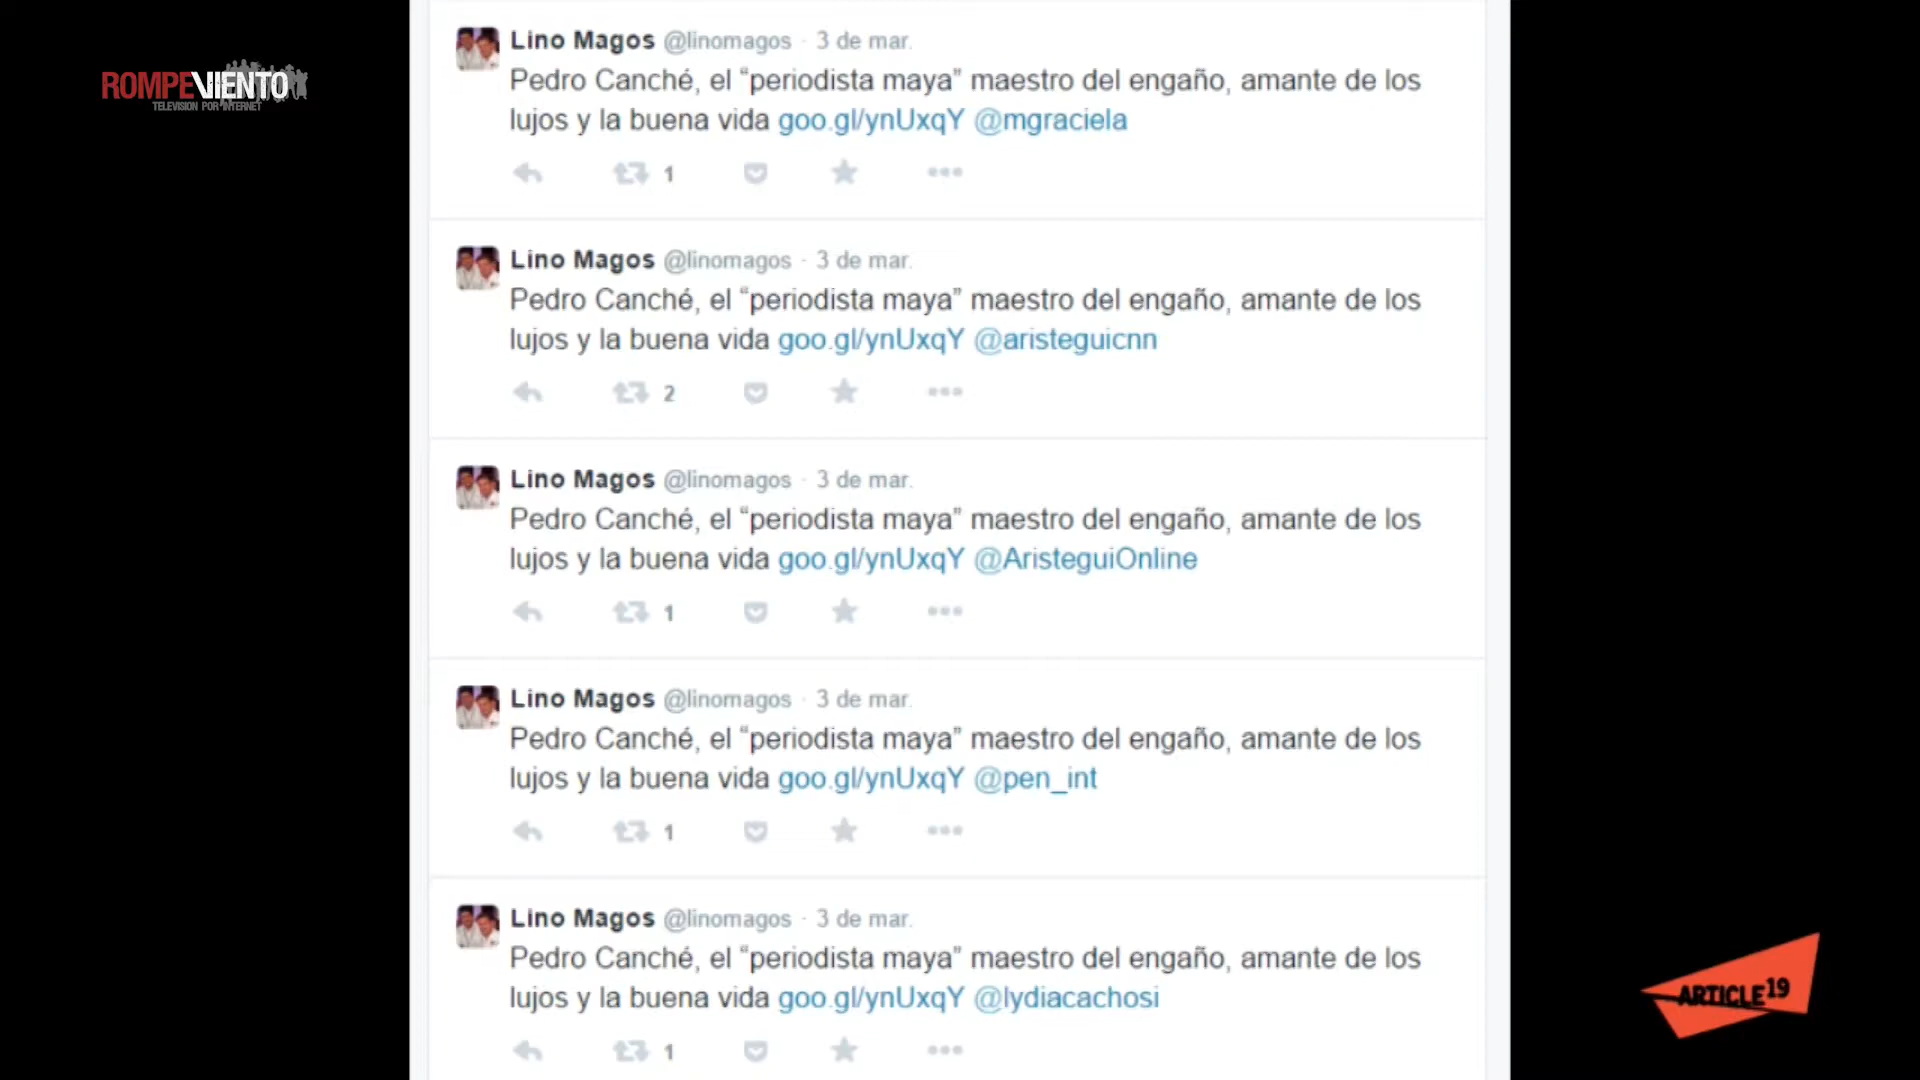 ROMPEVIENTO
TELEVISION POR INTERNET
Lino Magos @linomagos · 3 de mar.
Pedro Canché, el “periodista maya” maestro del engaño, amante de los
lujos y la buena vida goo.gl/ynUxqY @mgraciela
1
Lino Magos @linomagos · 3 de mar.
Pedro Canché, el “periodista maya” maestro del engaño, amante de los
lujos y la buena vida goo.gl/ynUxqY @aristeguicnn
2
Lino Magos @linomagos · 3 de mar.
Pedro Canché, el “periodista maya” maestro del engaño, amante de los
lujos y la buena vida goo.gl/ynUxqY @AristeguiOnline
1
Lino Magos @linomagos · 3 de mar.
Pedro Canché, el “periodista maya” maestro del engaño, amante de los
lujos y la buena vida goo.gl/ynUxqY @pen_int
1
Lino Magos @linomagos · 3 de mar.
Pedro Canché, el “periodista maya” maestro del engaño, amante de los
lujos y la buena vida goo.gl/ynUxqY @lydiacachosi
1
ARTICLE 19